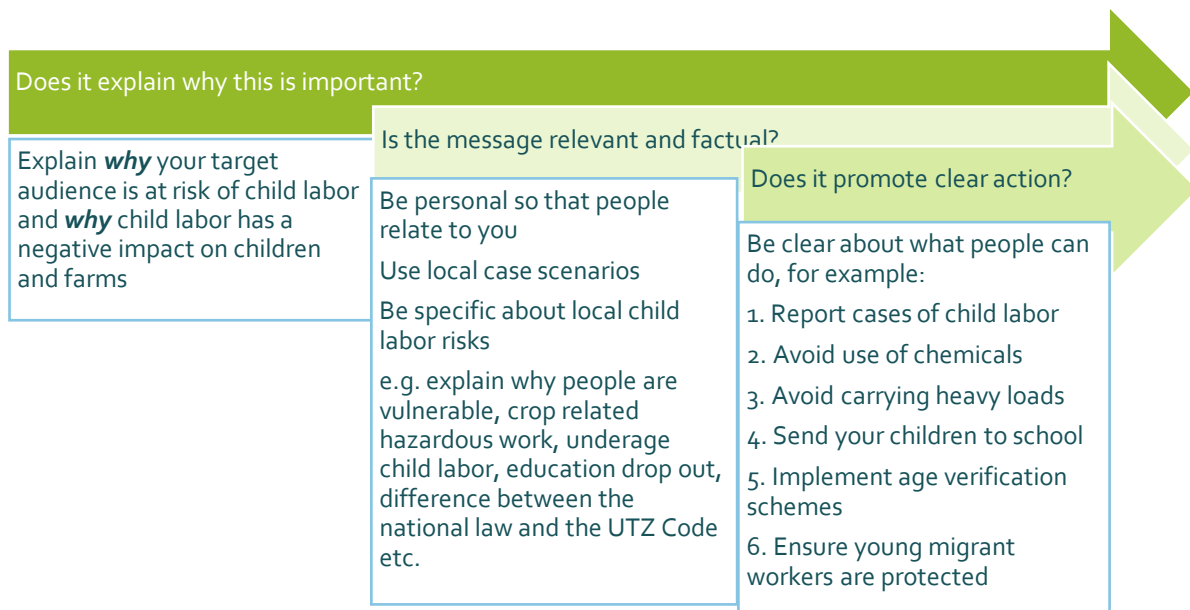 Does it explain why this is important?
Explain why your target
audience is at risk of child labor
and why child labor has a
negative impact on children
and farms
Is the message relevant and factual?
Be personal so that people
relate to you
Use local case scenarios
Be specific about local child
labor risks
e.g. explain why people are
vulnerable, crop related
hazardous work, underage
child labor, education drop out,
difference between the
national law and the UTZ Code
etc.
Does it promote clear action?
Be clear about what people can
do, for example:
1. Report cases of child labor
2. Avoid use of chemicals
3. Avoid carrying heavy loads
4. Send your children to school
5. Implement age verification
schemes
6. Ensure young migrant
workers are protected